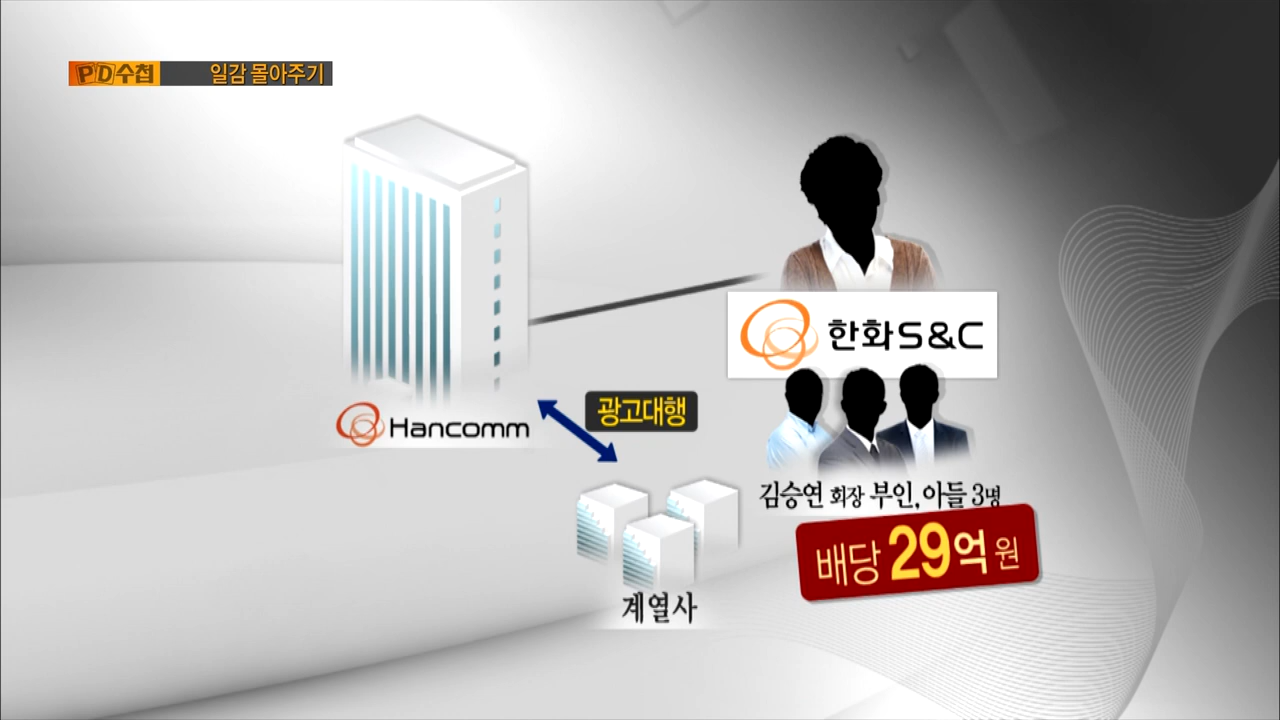 PD수첩 일감 몰아주기
한화S&C
Hancomm
광고대행
김승연 회장 부인, 아들 3명
배당 29억 원
계열사